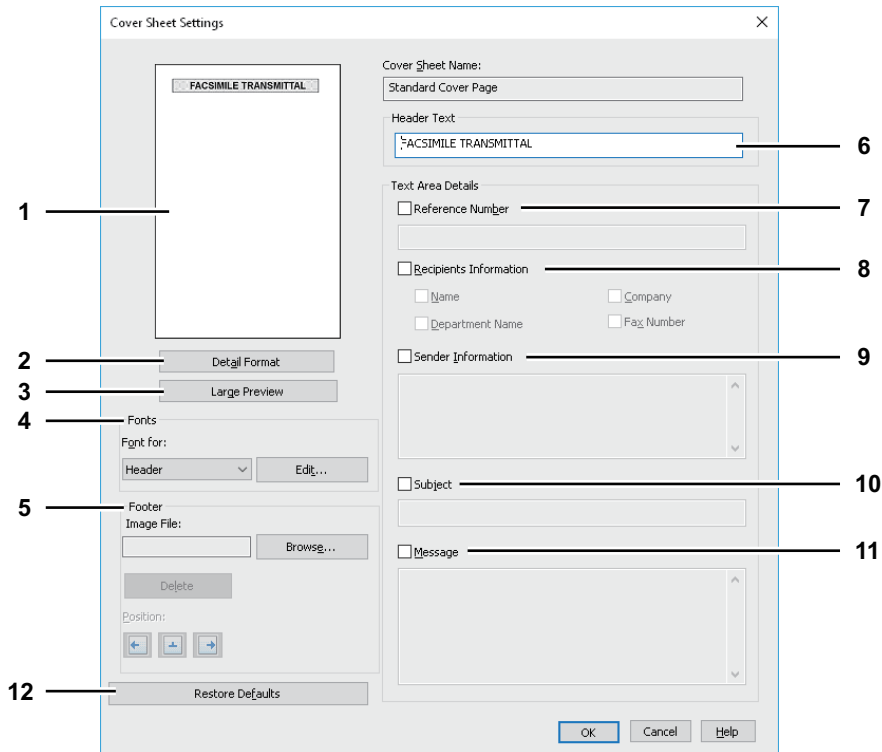 Cover Sheet Settings
FACSIMILE TRANSMITTAL
Cover Sheet Name:
Standard Cover Page
Header Text
FACSIMILE TRANSMITTAL
6
Text Area Details
Reference Number
7
Recipients Information
8
Name
Company
Department Name
Fax Number
Sender Information
9
Subject
10
Message
11
1
2
Detail Format
3
Large Preview
4
Fonts
Font for:
Header
Edit...
5
Footer
Image File:
Browse...
Delete
Position:
12
Restore Defaults
OK
Cancel
Help